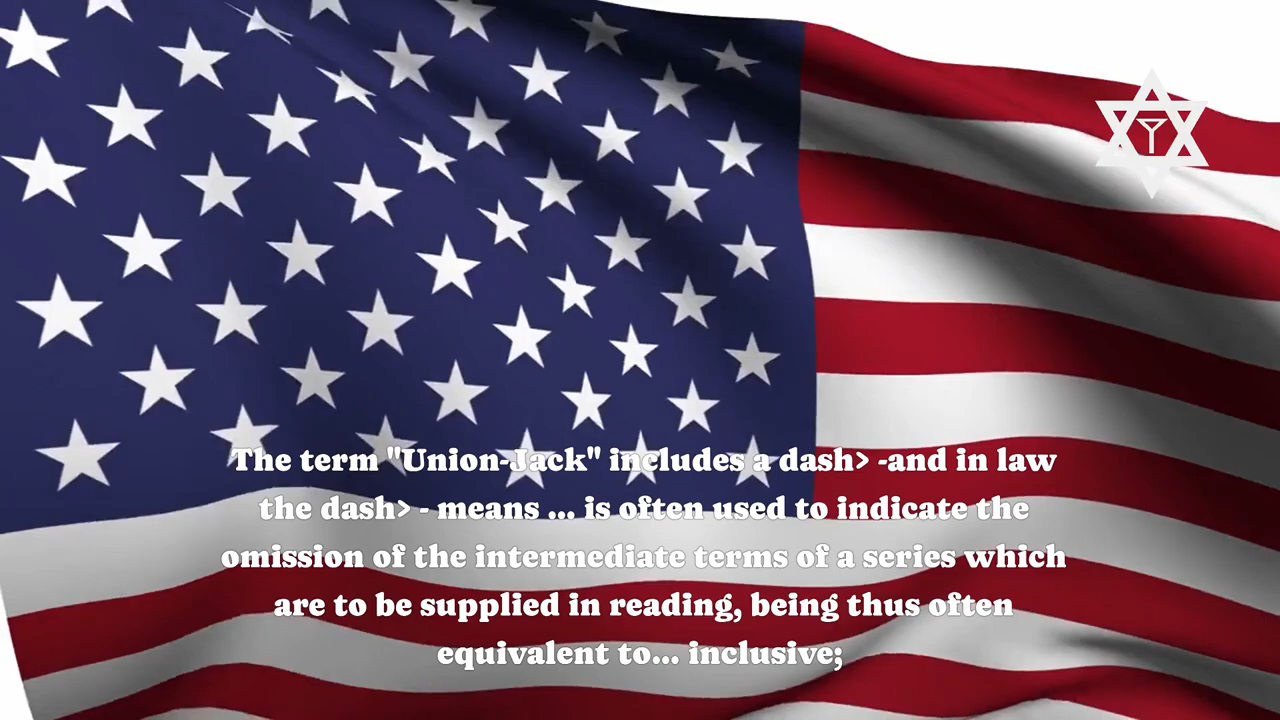 The term "Union-Jack" includes a dash> -and in law
the dash> - means ... is often used to indicate the
omission of the intermediate terms of a series which
are to be supplied in reading, being thus often
equivalent to... inclusive;